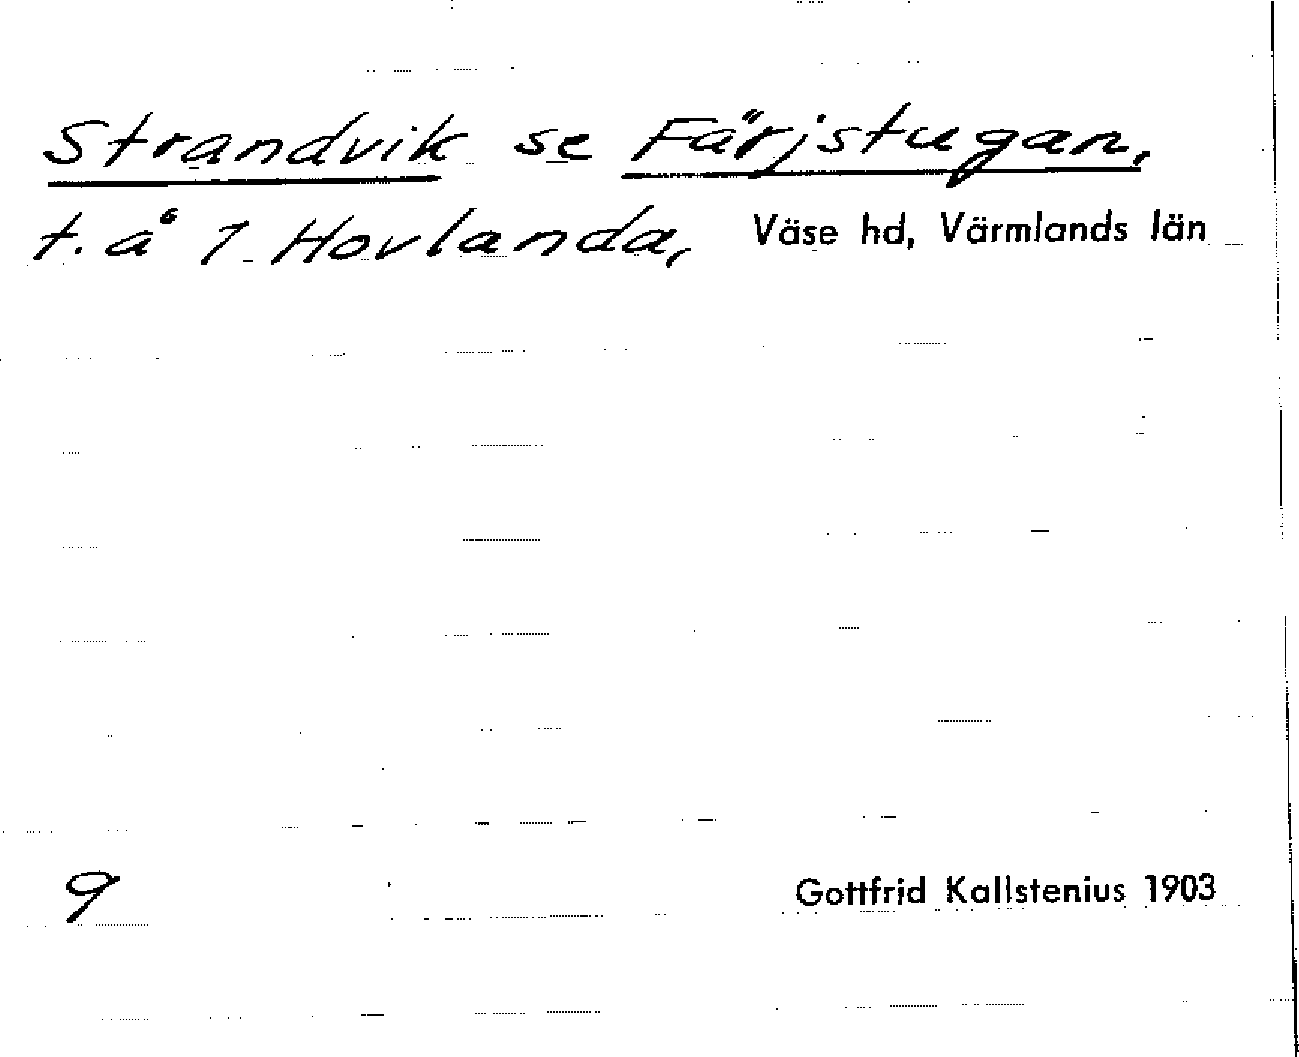 Strandvik se Färjstugan,
t. å 1 Hovlanda, Väse hd, Värmlands län
9 Gottfrid Kallstenius 1903